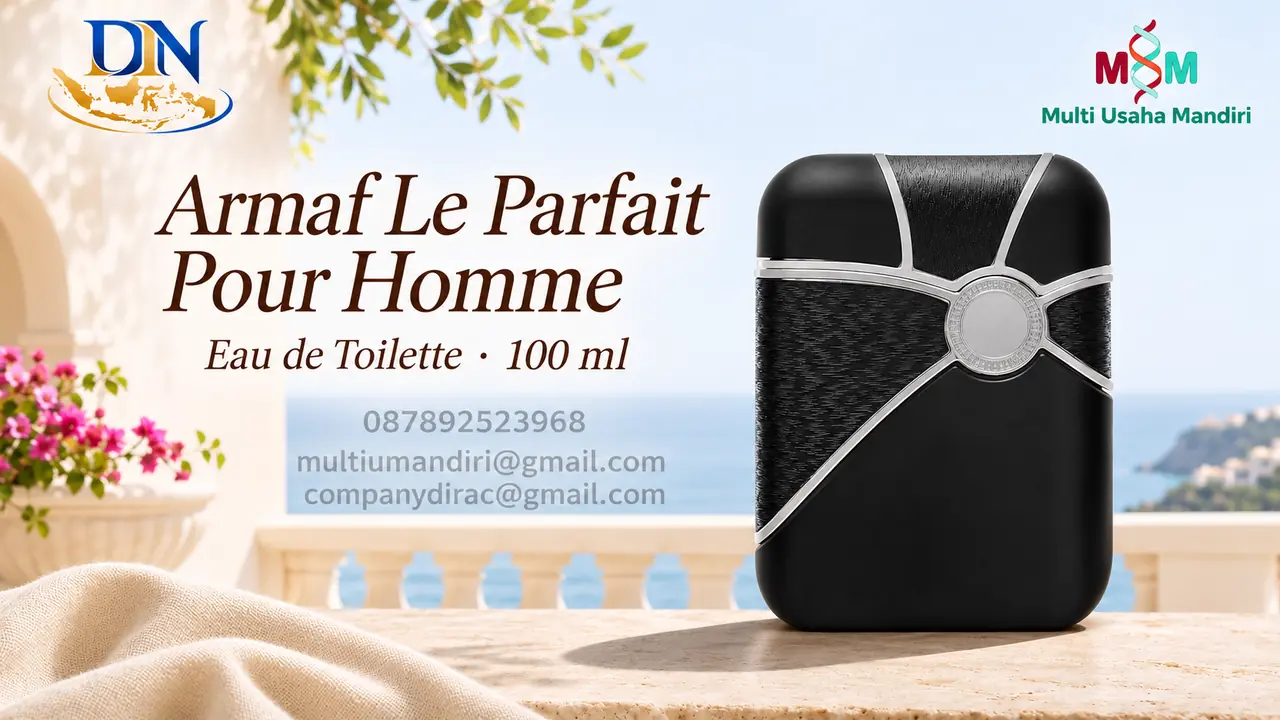 DN
MM
Multi Usaha Mandiri
Armaf Le Parfait
Pour Homme
Eau de Toilette · 100 ml
087892523968
multiumandiri@gmail.com
companydirac@gmail.com